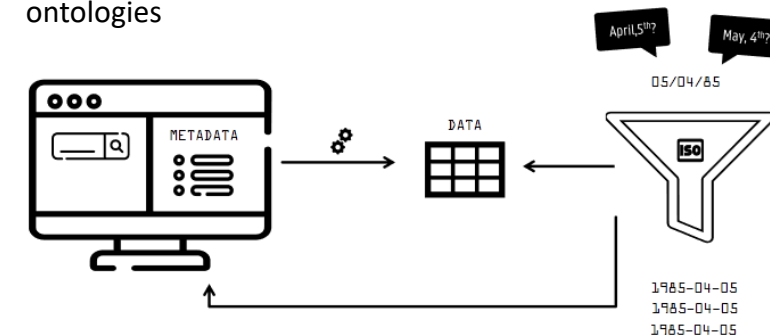 ontologies
April,5th?
May, 4th?
05/04/85
METADATA
DATA
ISO
1985-04-05
1985-04-05
1985-04-05